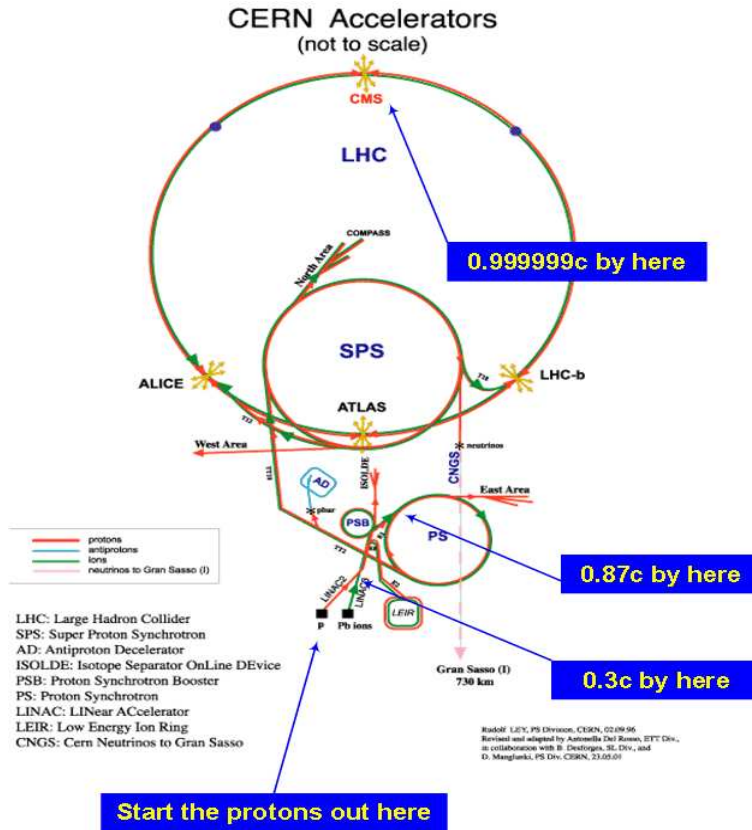 CERN Accelerators
(not to scale)
CMS
LHC
COMPASS
North Area
0.999999c by here
SPS
ALICE
TI8
LHC-b
ATLAS
TI2
West Area
neutrinos
CNGS
ISOLDE
TT10
AD
East Area
pbar
PSB
PS
TT2
protons
antiprotons
ions
neutrinos to Gran Sasso (I)
0.87c by here
LINAC2
LINAC3
E2
LEIR
P
Pb ions
LHC: Large Hadron Collider
SPS: Super Proton Synchrotron
AD: Antiproton Decelerator
ISOLDE: Isotope Separator OnLine DEvice
PSB: Proton Synchrotron Booster
PS: Proton Synchrotron
LINAC: LINear ACcelerator
LEIR: Low Energy Ion Ring
CNGS: Cern Neutrinos to Gran Sasso
Gran Sasso (I)
730 km
0.3c by here
Rudolf LEY, PS Division, CERN, 02.09.96
Revised and adapted by Antonella Del Rosso, ETT Div.,
in collaboration with B. Desforges, SL Div., and
D. Manglunki, PS Div. CERN, 23.05.01
Start the protons out here